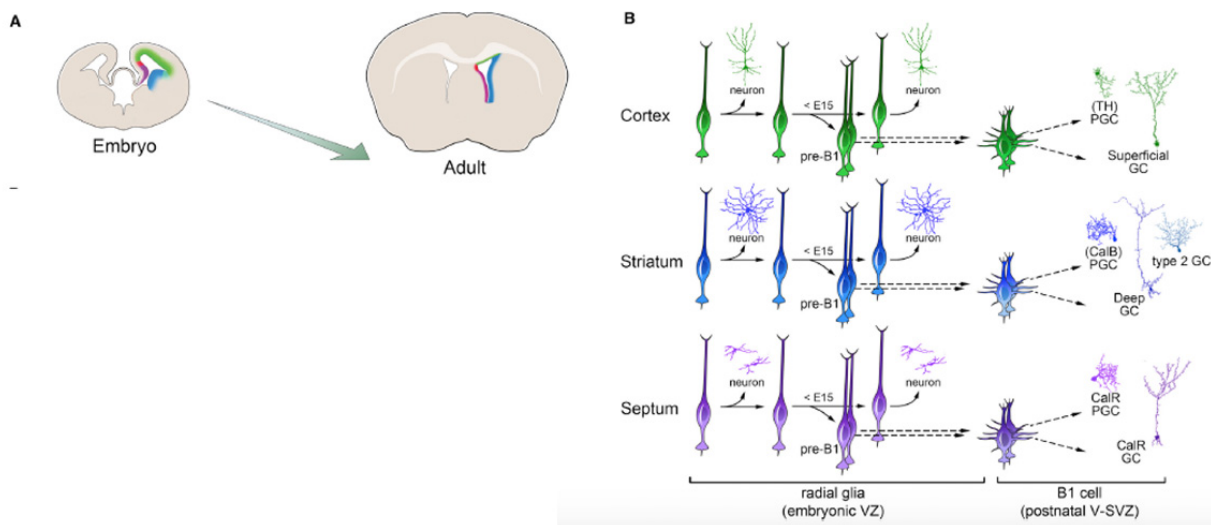 A
Embryo
Adult
B
Cortex
neuron
< E15
neuron
pre-B1
(TH)
PGC
Superficial
GC
Striatum
neuron
< E15
neuron
pre-B1
(CalB)
PGC
type 2 GC
Deep
GC
Septum
neuron
< E15
neuron
pre-B1
CalR
PGC
CalR
GC
radial glia
(embryonic VZ)
B1 cell
(postnatal V-SVZ)